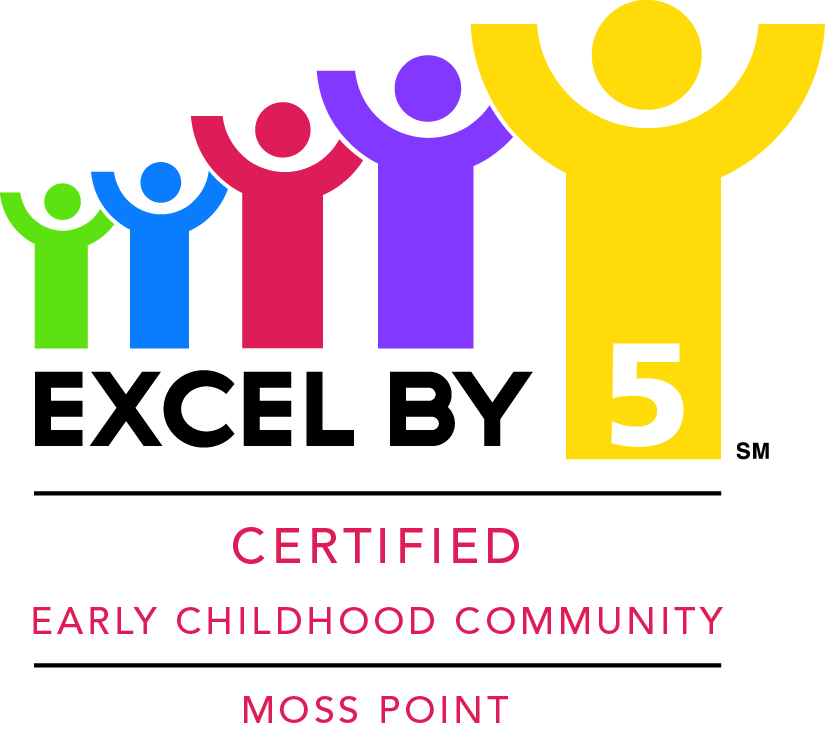 EXCEL BY 5 SM
CERTIFIED
EARLY CHILDHOOD COMMUNITY
MOSS POINT